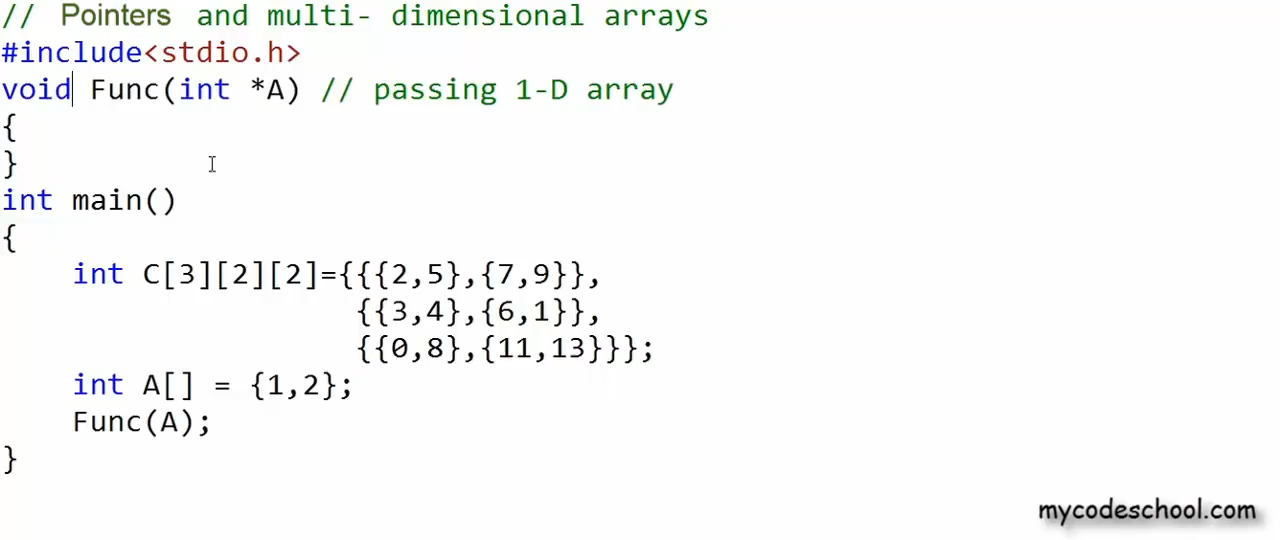 // Pointers and multi- dimensional arrays
#include<stdio.h>
void Func(int *A) // passing 1-D array
{
}
int main()
{
    int C[3][2][2]={{{2,5},{7,9}},
                    {{3,4},{6,1}},
                    {{0,8},{11,13}}};
    int A[] = {1,2};
    Func(A);
}
mycodeschool.com